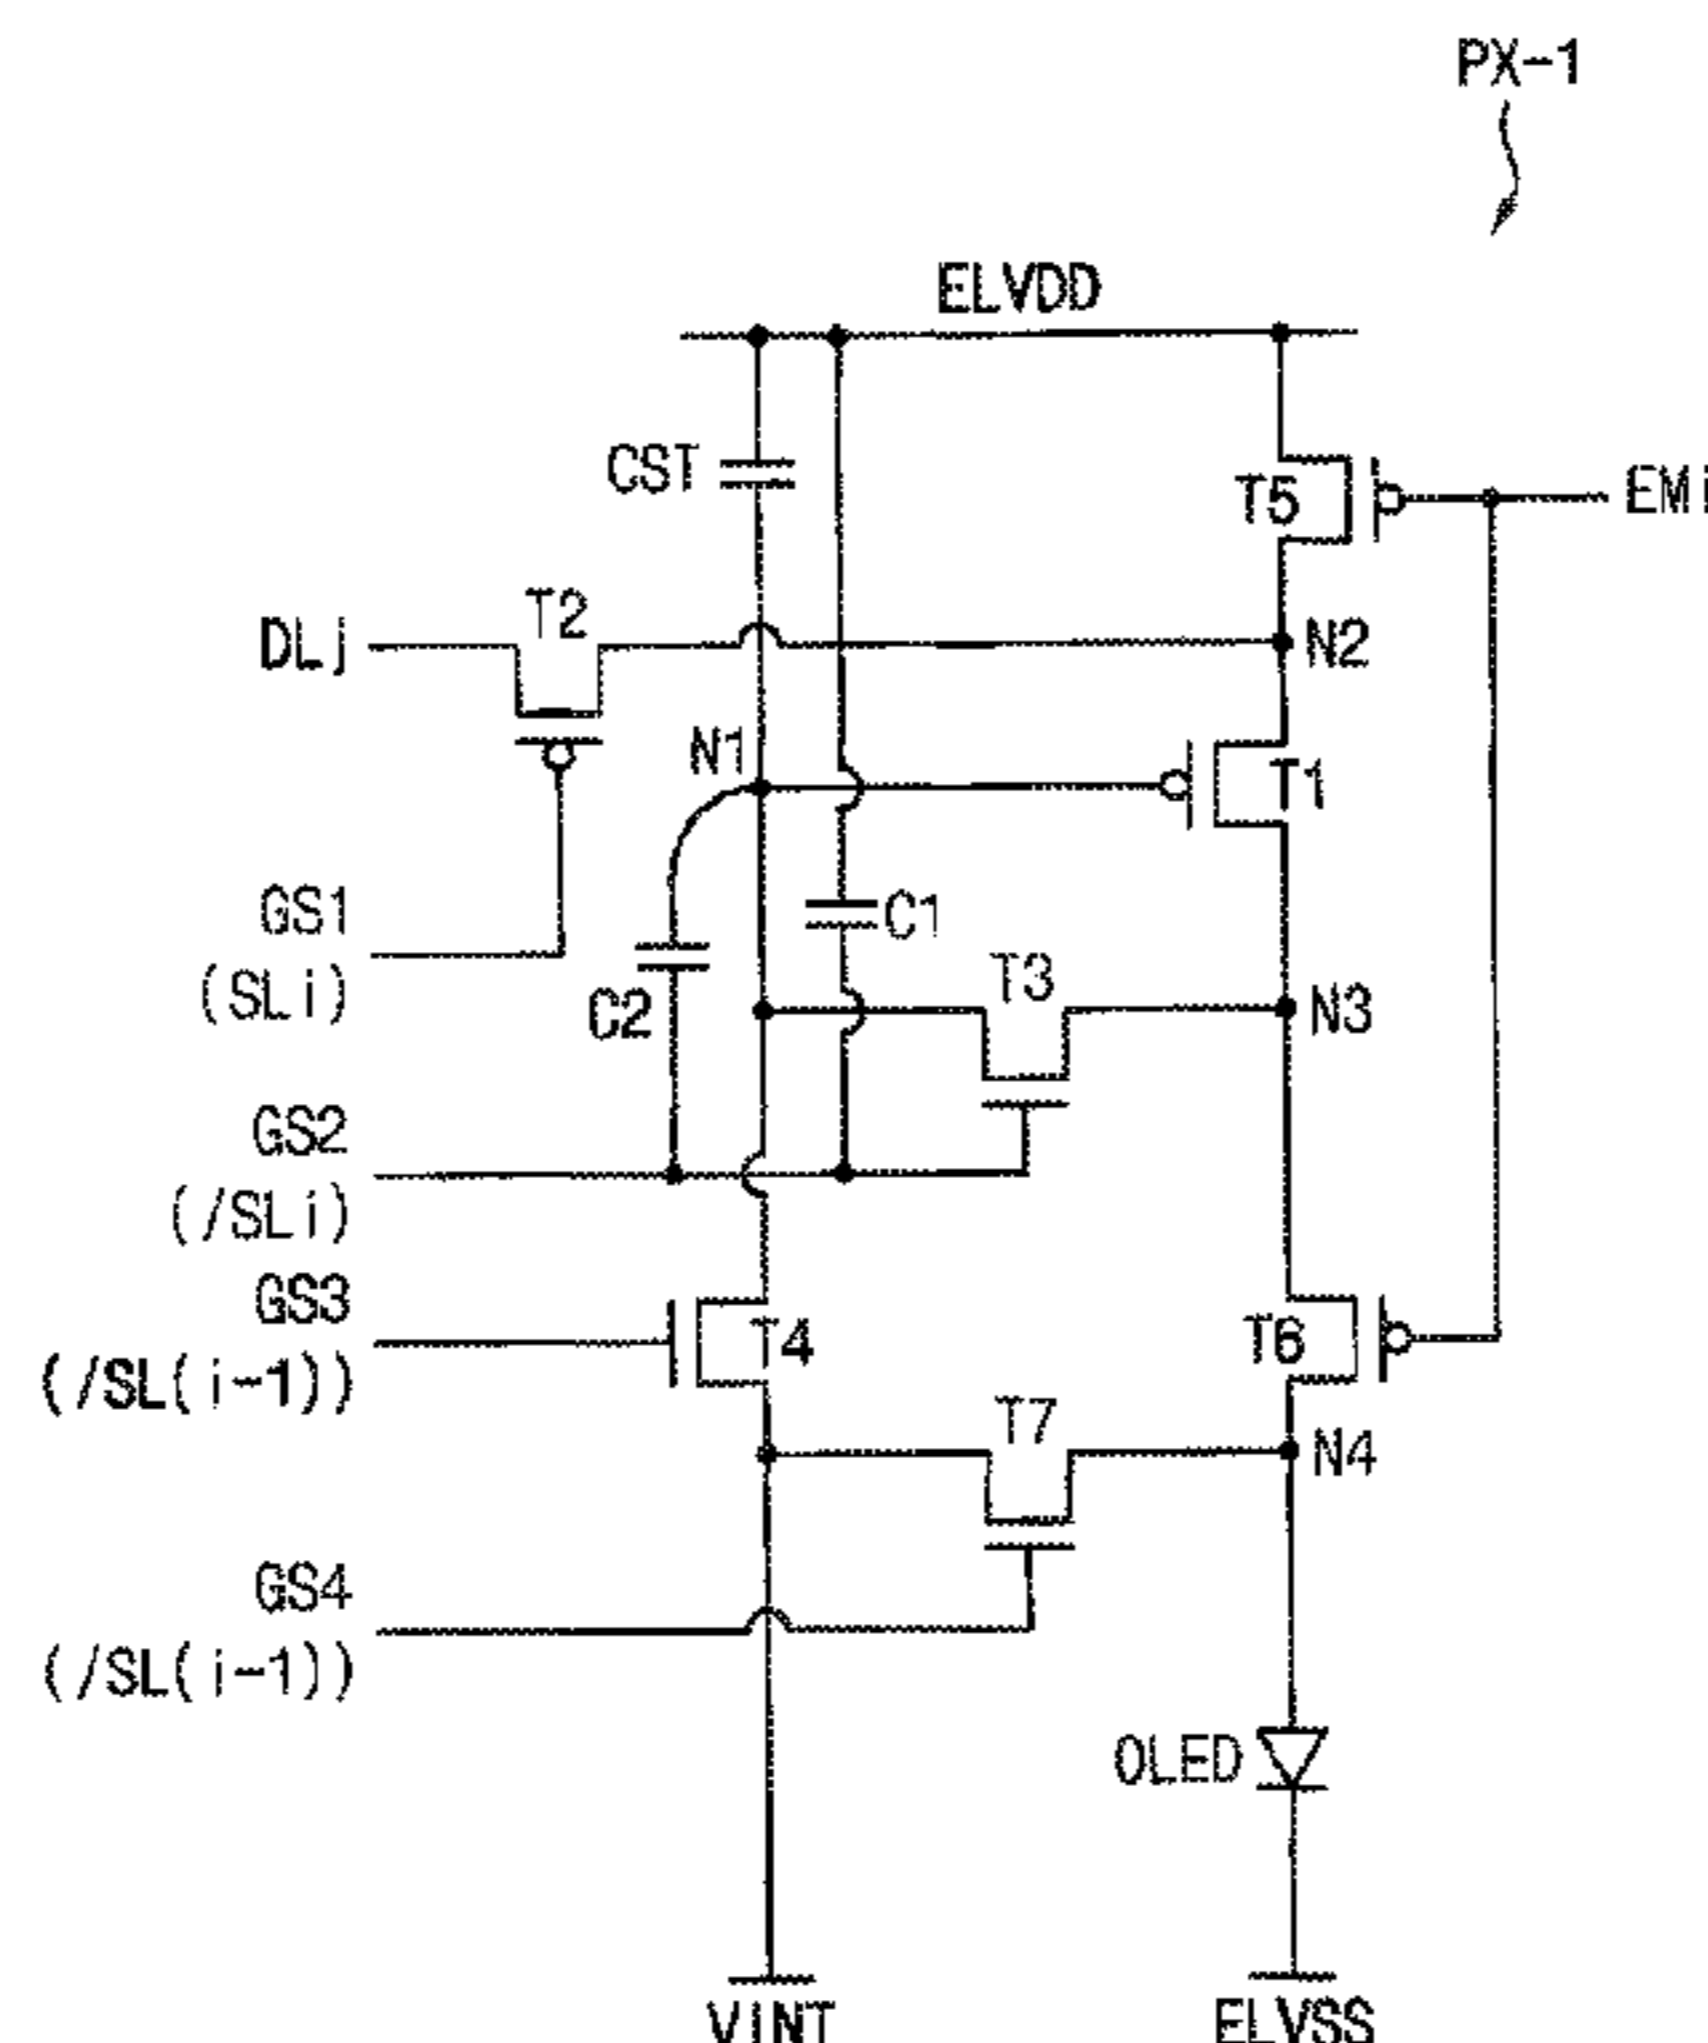 PX-1
ELVDD
CST
T5
EMi
T2
DLj
N2
N1
T1
GS1
(SLi)
C1
C2
T3
N3
GS2
(/SLi)
GS3
(/SL(i-1))
T4
T6
T7
N4
GS4
(/SL(i-1))
OLED
VINT
ELVSS